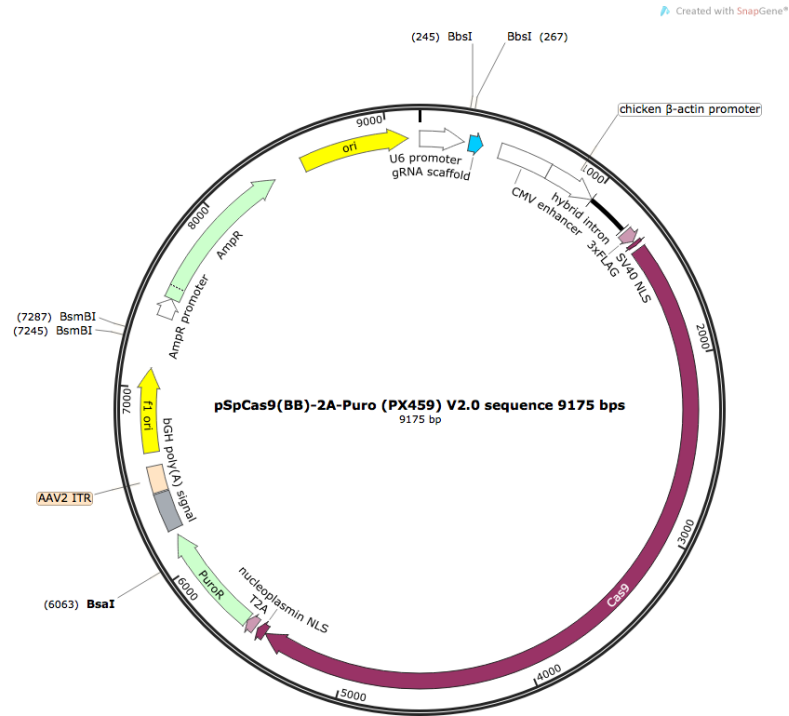 Created with SnapGene®
(245) BbsI
BbsI (267)
chicken β-actin promoter
9000
ori
U6 promoter
gRNA scaffold
000
CMV enhancer
hybrid intron
3xFLAG
SV40 NLS
8000
AmpR
AmpR promoter
(7287) BsmBI
(7245) BsmBI
2000
7000
f1 ori
bGH poly(A) signal
pSpCas9(BB)-2A-Puro (PX459) V2.0 sequence 9175 bps
9175 bp
AAV2 ITR
3000
PuroR
6000
nucleoplasmin NLS
T2A
Cas9
(6063) BsaI
5000
4000